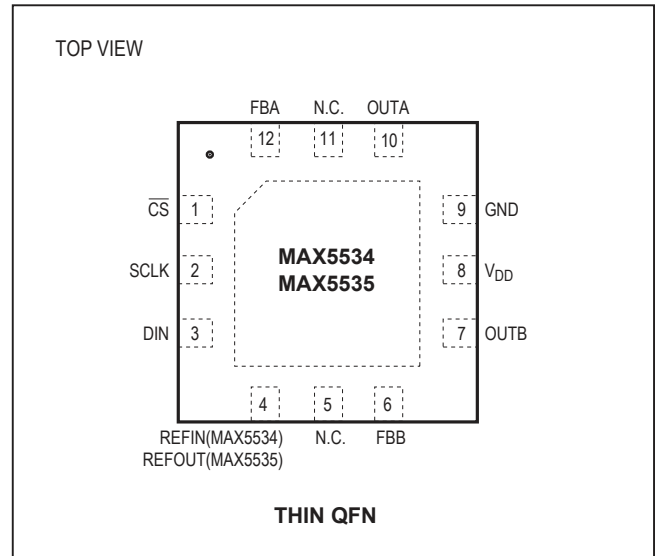 TOP VIEW
FBA N.C. OUTA
12 11 10
C̅S̅ 1 9 GND
MAX5534
SCLK 2 8 VDD
MAX5535
DIN 3 7 OUTB
4 5 6
REFIN(MAX5534) N.C. FBB
REFOUT(MAX5535)
THIN QFN